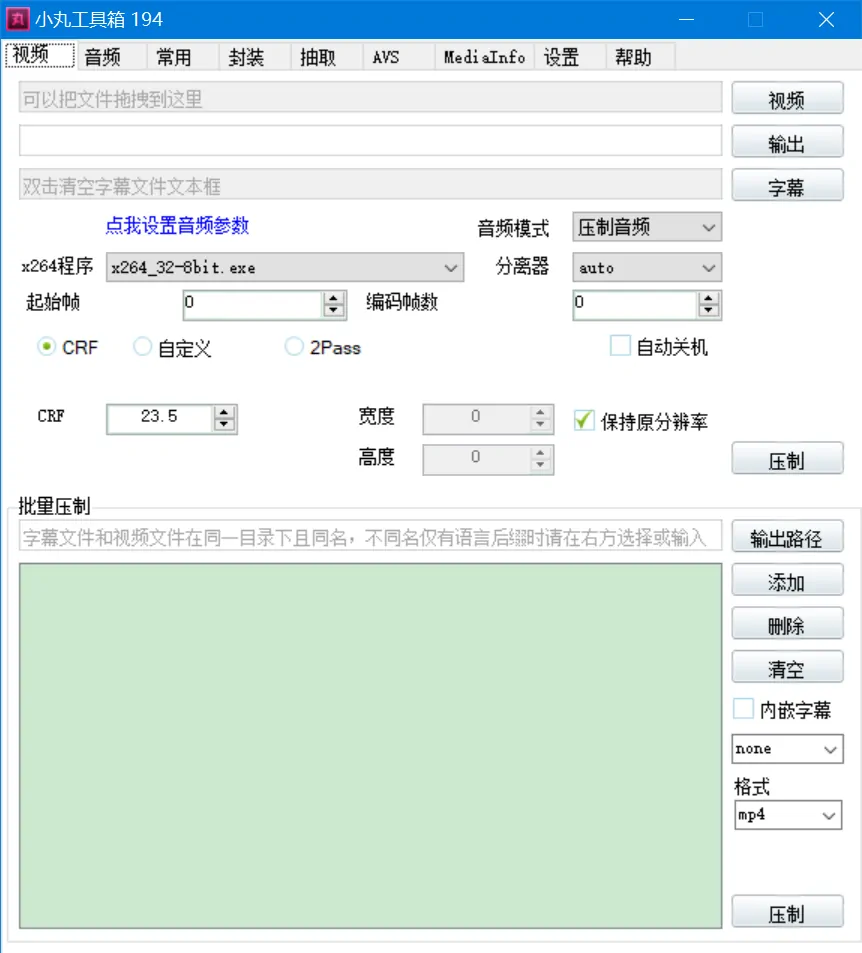 丸 小丸工具箱 194
视频 音频 常用 封装 抽取 AVS MediaInfo 设置 帮助
可以把文件拖拽到这里 视频
输出
双击清空字幕文件文本框 字幕
点我设置音频参数 音频模式 压制音频
x264程序 x264_32-8bit.exe 分离器 auto
起始帧 0 编码帧数 0
CRF 自定义 2Pass 自动关机
CRF 23.5 宽度 0 保持原分辨率
高度 0 压制
批量压制
字幕文件和视频文件在同一目录下且同名，不同名仅有语言后缀时请在右方选择或输入 输出路径
添加
删除
清空
内嵌字幕
none
格式
mp4
压制